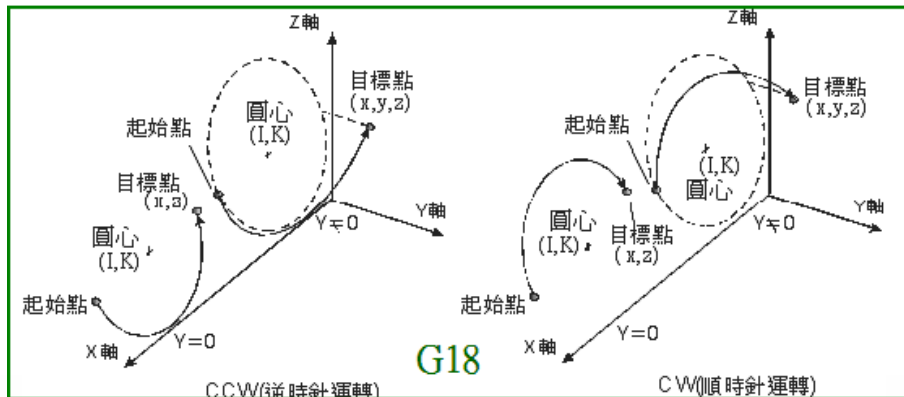 Z軸
目標點
(x,y,z)
圓心
(I,K)
起始點
目標點
(x,z)
圓心
(I,K)
起始點
Y軸
Y≠0
X軸
Y=0
CCW(逆時針運轉)
G18
Z軸
目標點
(x,y,z)
起始點
(I,K)
圓心
圓心
(I,K)
目標點
(x,z)
起始點
Y軸
Y≠0
X軸
Y=0
CW(順時針運轉)